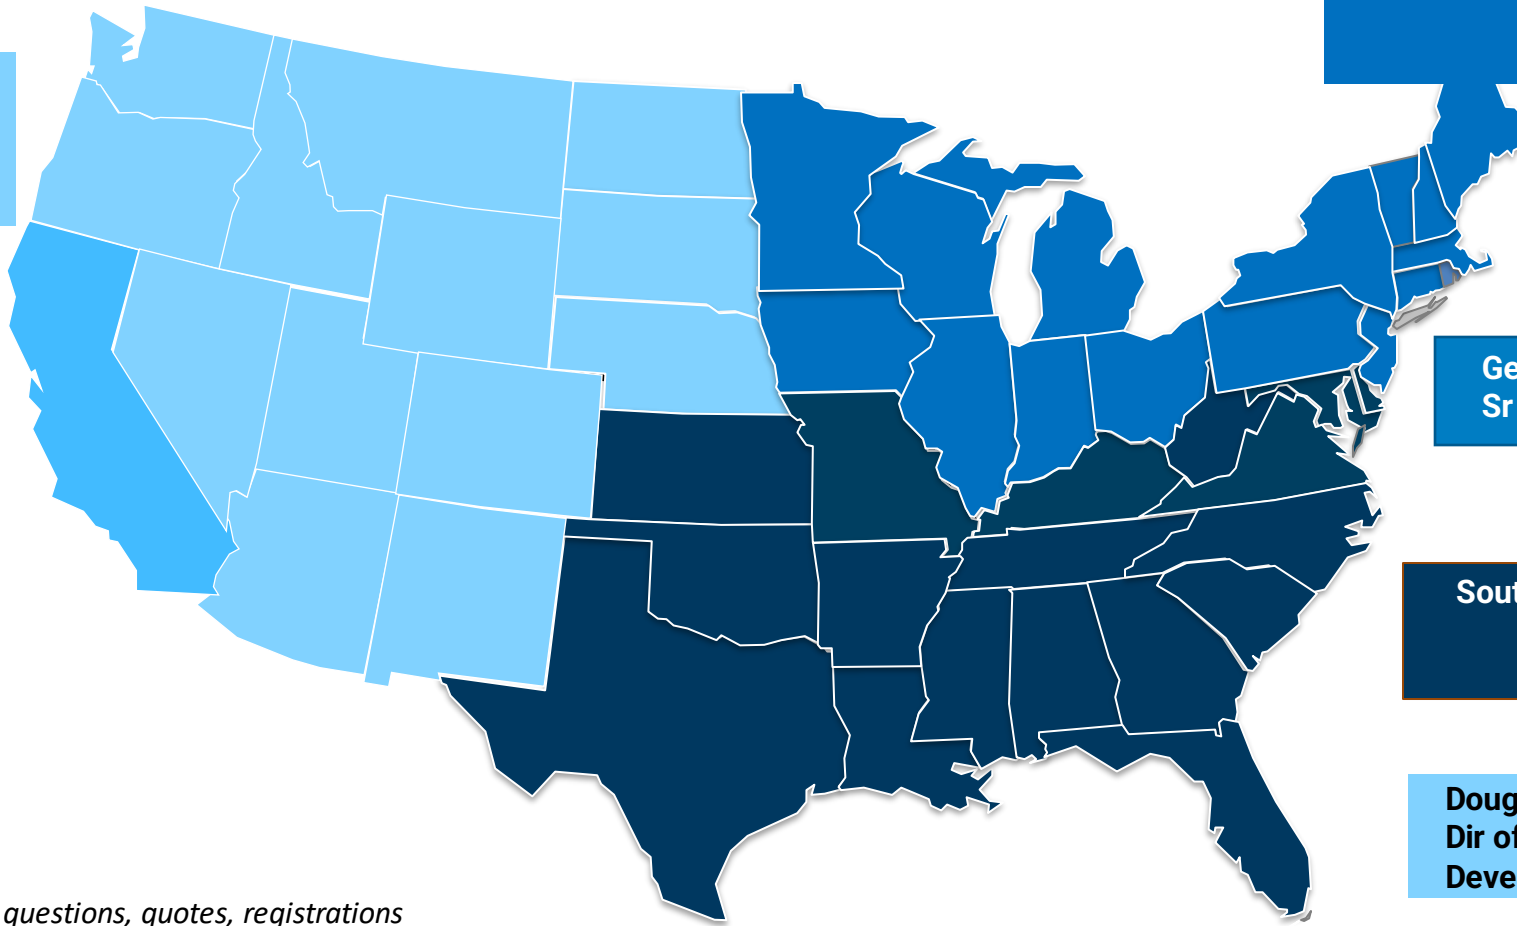 Ge
Sr
Sout
Doug
Dir of
Deve
questions, quotes, registrations